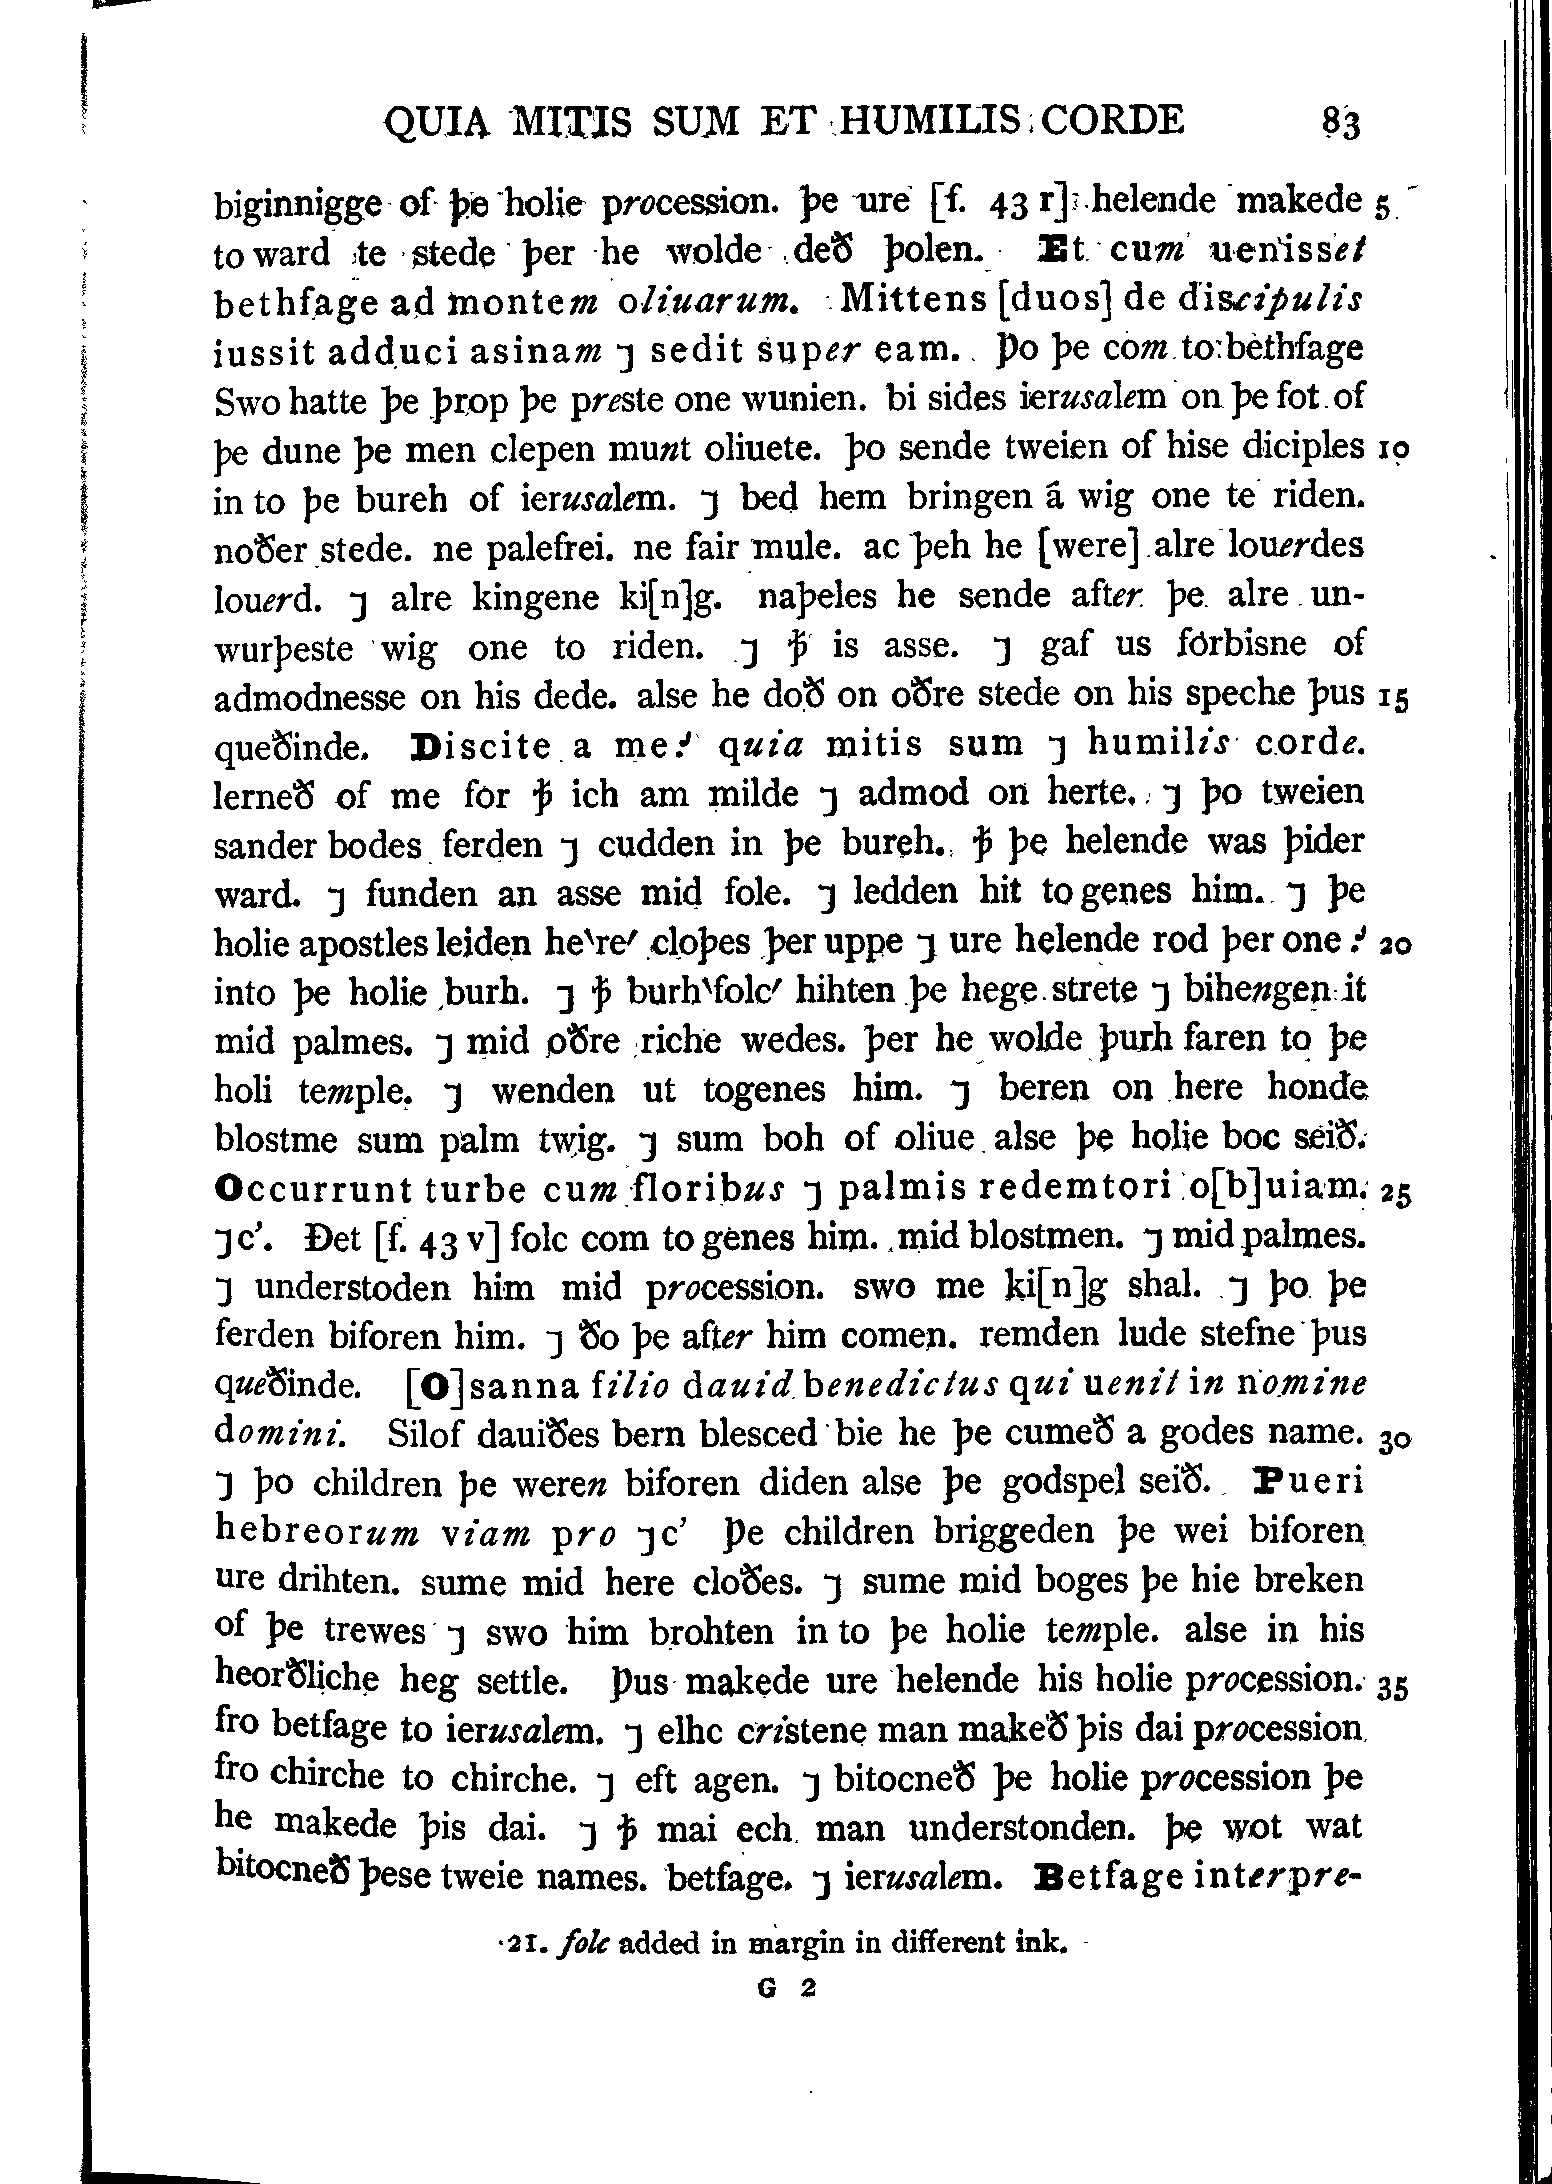 QUIA MITIS SUM ET HUMILIS CORDE 83
biginnigge of þe holie procession. þe ure [f. 43 r] helende makede 5
to ward te stede þer he wolde deð þolen. Et cum uenisset
bethfage ad montem oliuarum. Mittens [duos] de discipulis
iussit adduci asinam ⁊ sedit super eam. Þo þe com to bethfage
Swo hatte þe þrop þe preste one wunien. bi sides ierusalem on þe fot of
þe dune þe men clepen munt oliuete. þo sende tweien of hise diciples 10
in to þe bureh of ierusalem. ⁊ bed hem bringen â wig one te riden.
noðer stede. ne palefrei. ne fair mule. ac þeh he [were] alre louerdes
louerd. ⁊ alre kingene ki[n]g. naþeles he sende after þe alre un-
wurþeste wig one to riden. ⁊ ꝥ is asse. ⁊ gaf us forbisne of
admodnesse on his dede. alse he doð on oðre stede on his speche þus 15
queðinde. Discite a me⹎ quia mitis sum ⁊ humilis corde.
lerneð of me for ꝥ ich am milde ⁊ admod on herte. ⁊ þo tweien
sander bodes ferden ⁊ cudden in þe bureh. ꝥ þe helende was þider
ward. ⁊ funden an asse mid fole. ⁊ ledden hit to genes him. ⁊ þe
holie apostles leiden he‵re′ cloþes þer uppe ⁊ ure helende rod þer one⹎ 20
into þe holie burh. ⁊ ꝥ burh‵folc′ hihten þe hege strete ⁊ bihengen it
mid palmes. ⁊ mid oðre riche wedes. þer he wolde þurh faren to þe
holi temple. ⁊ wenden ut togenes him. ⁊ beren on here honde
blostme sum palm twig. ⁊ sum boh of oliue alse þe holie boc seið.
Occurrunt turbe cum floribus ⁊ palmis redemtori o[b]uiam. 25
⁊c’. Ðet [f. 43 v] folc com to genes him. mid blostmen. ⁊ mid palmes.
⁊ understoden him mid procession. swo me ki[n]g shal. ⁊ þo þe
ferden biforen him. ⁊ ðo þe after him comen. remden lude stefne þus
queðinde. [O]sanna filio dauid benedictus qui uenit in nomine
domini. Silof dauiðes bern blesced bie he þe cumeð a godes name. 30
⁊ þo children þe weren biforen diden alse þe godspel seið. Pueri
hebreorum viam pro ⁊c’ Þe children briggeden þe wei biforen
ure drihten. sume mid here cloðes. ⁊ sume mid boges þe hie breken
of þe trewes ⁊ swo him brohten in to þe holie temple. alse in his
heorðliche heg settle. Þus makede ure helende his holie procession. 35
fro betfage to ierusalem. ⁊ elhc cristene man makeð þis dai procession
fro chirche to chirche. ⁊ eft agen. ⁊ bitocneð þe holie procession þe
he makede þis dai. ⁊ ꝥ mai ech man understonden. þe wot wat
bitocneð þese tweie names. betfage. ⁊ ierusalem. Betfage interpre-
21. folc added in margin in different ink.
G 2